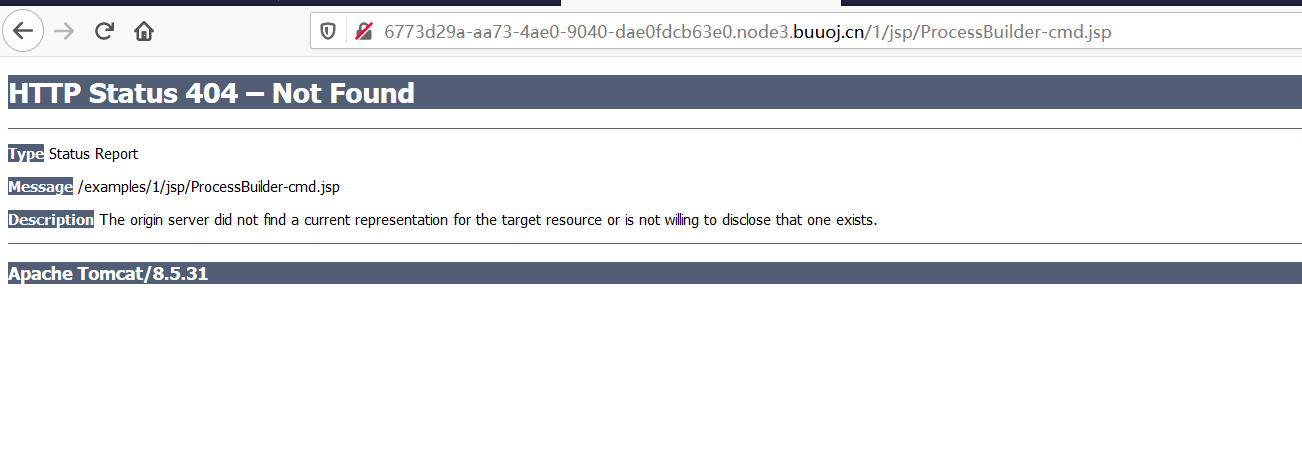 6773d29a-aa73-4ae0-9040-dae0fdcb63e0.node3.buuoj.cn/1/jsp/ProcessBuilder-cmd.jsp
HTTP Status 404 – Not Found
Type Status Report
Message /examples/1/jsp/ProcessBuilder-cmd.jsp
Description The origin server did not find a current representation for the target resource or is not willing to disclose that one exists.
Apache Tomcat/8.5.31